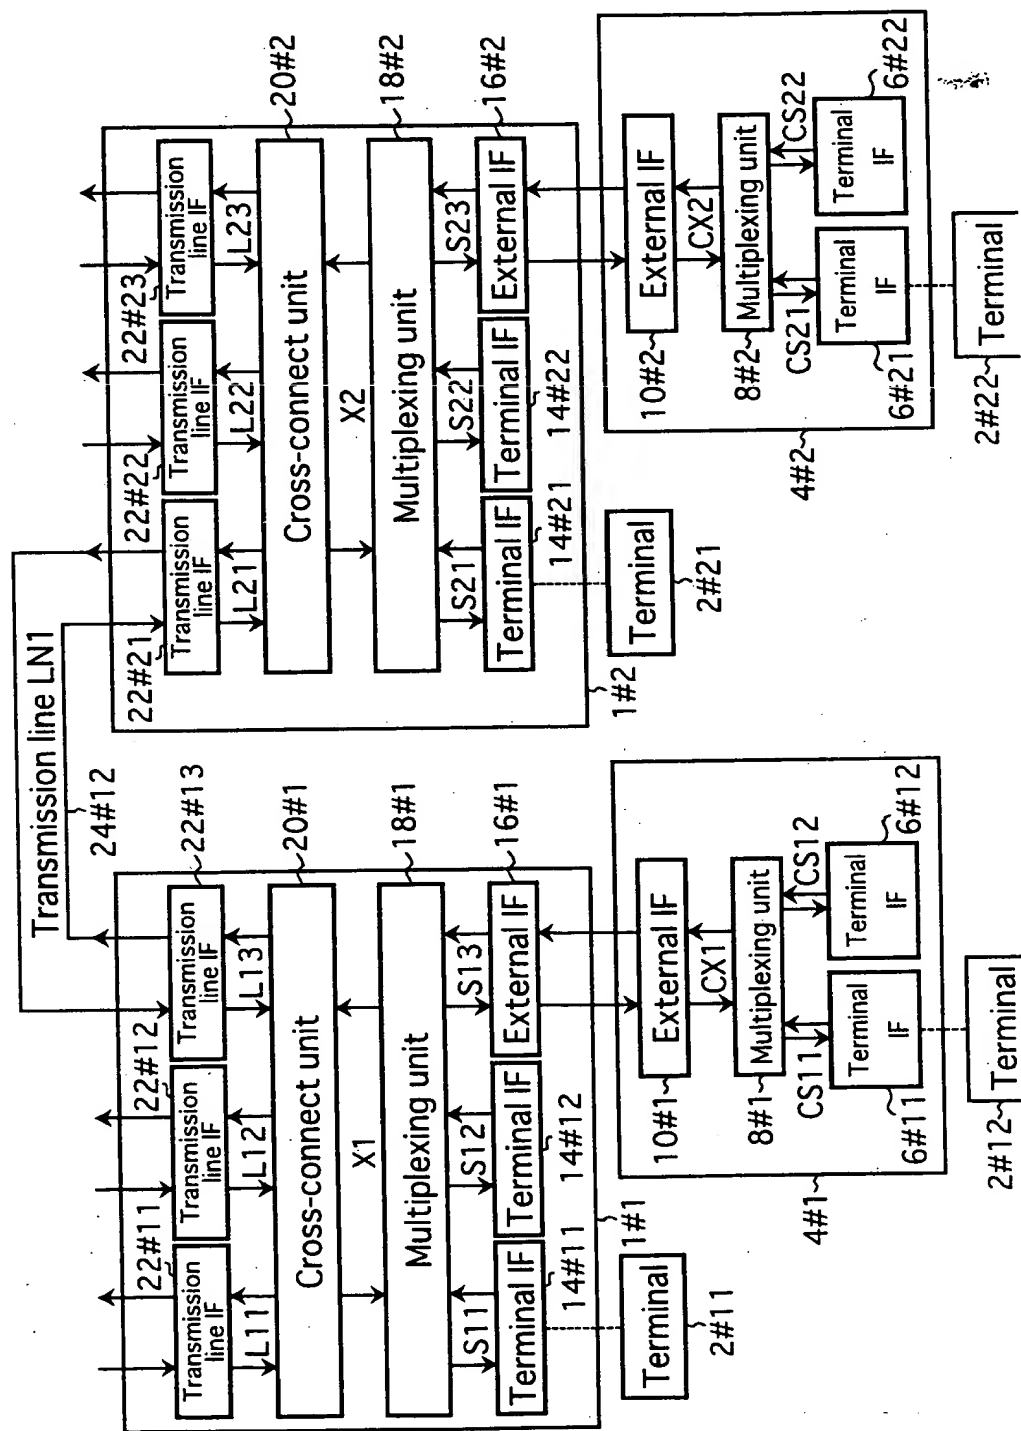 Transmission line LN1
24#12
22#11
22#12
22#13
Transmission
line IF
Transmission
line IF
Transmission
line IF
L11
L12
L13
20#1
Cross-connect unit
X1
18#1
Multiplexing unit
S11
S12
S13
16#1
Terminal IF
Terminal IF
External IF
14#11
14#12
1#1
Terminal
2#11
10#1
External IF
CX1
8#1
Multiplexing unit
CS11
CS12
Terminal
IF
Terminal
IF
6#11
6#12
4#1
2#12
Terminal
22#21
22#22
22#23
Transmission
line IF
Transmission
line IF
Transmission
line IF
L21
L22
L23
20#2
Cross-connect unit
X2
18#2
Multiplexing unit
S21
S22
S23
16#2
Terminal IF
Terminal IF
External IF
14#21
14#22
1#2
Terminal
2#21
10#2
External IF
CX2
8#2
Multiplexing unit
CS21
CS22
Terminal
IF
Terminal
IF
6#21
6#22
4#2
2#22
Terminal